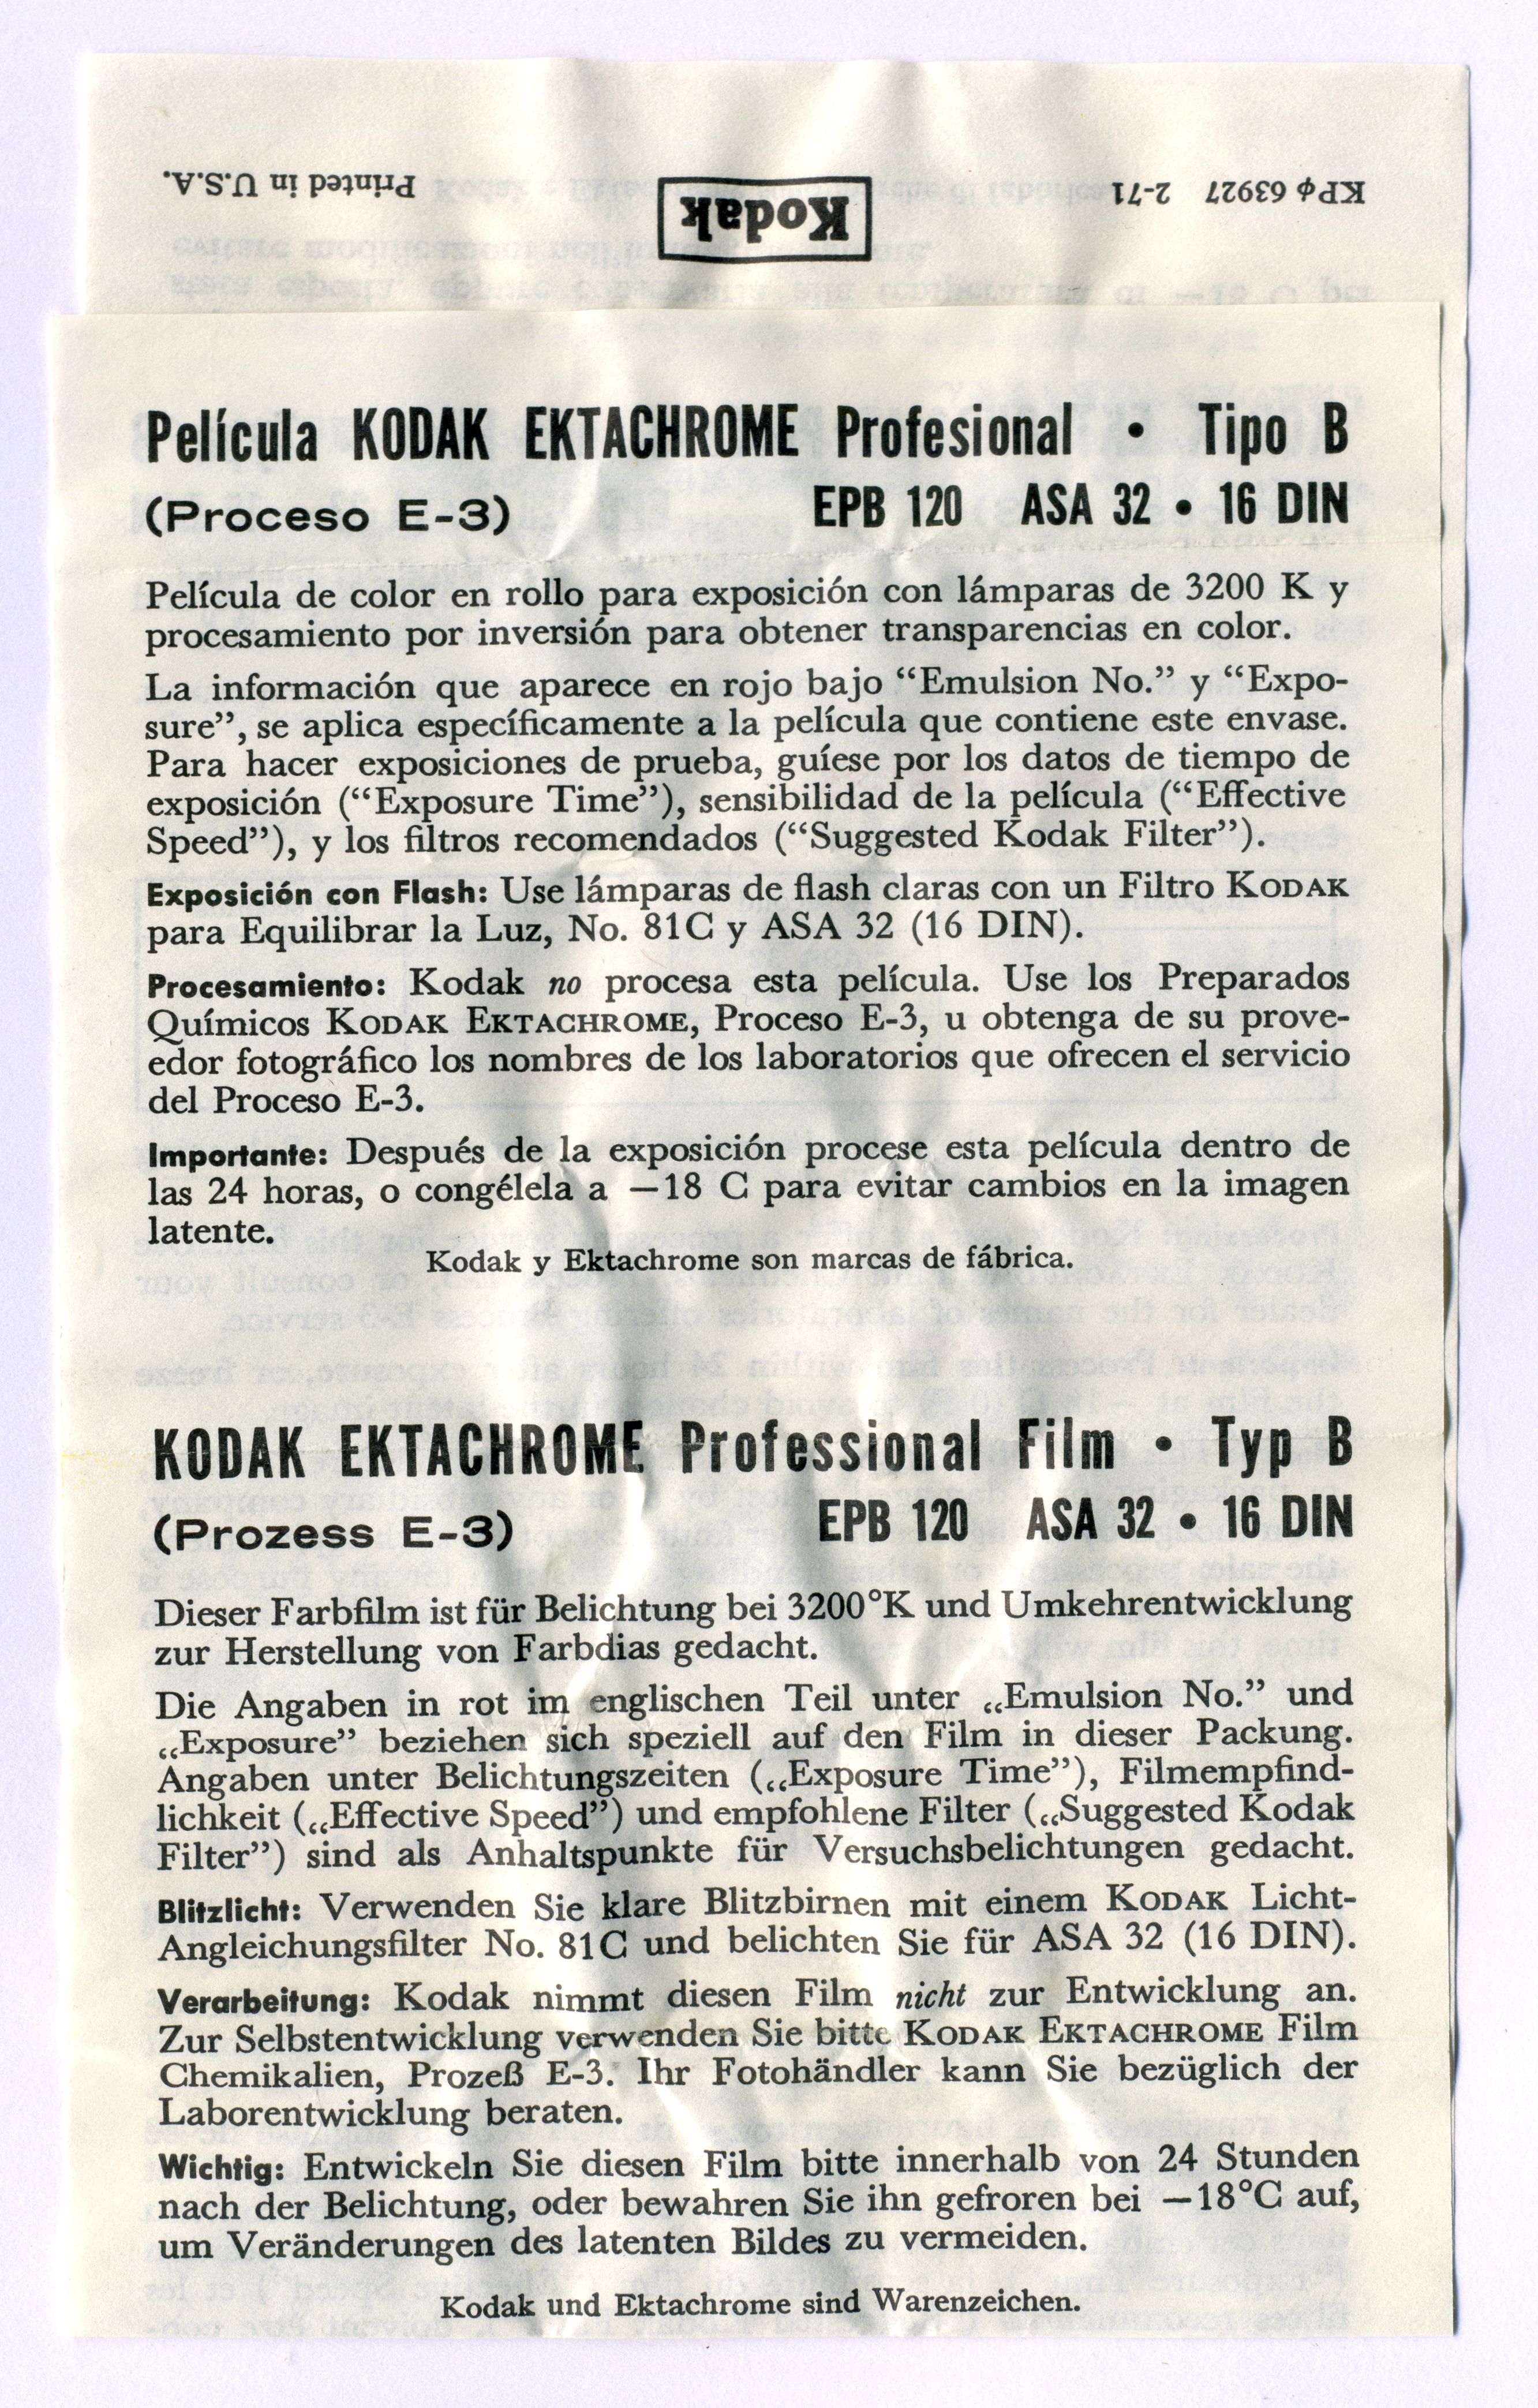 Printed in U.S.A.
Kodak
KPφ 63927 2-71
Película KODAK EKTACHROME Profesional • Tipo B
(Proceso E-3) EPB 120 ASA 32 • 16 DIN
Película de color en rollo para exposición con lámparas de 3200 K y
procesamiento por inversión para obtener transparencias en color.
La información que aparece en rojo bajo “Emulsion No.” y “Expo-
sure”, se aplica específicamente a la película que contiene este envase.
Para hacer exposiciones de prueba, guíese por los datos de tiempo de
exposición (“Exposure Time”), sensibilidad de la película (“Effective
Speed”), y los filtros recomendados (“Suggested Kodak Filter”).
Exposición con Flash: Use lámparas de flash claras con un Filtro KODAK
para Equilibrar la Luz, No. 81C y ASA 32 (16 DIN).
Procesamiento: Kodak no procesa esta película. Use los Preparados
Químicos KODAK EKTACHROME, Proceso E-3, u obtenga de su prove-
edor fotográfico los nombres de los laboratorios que ofrecen el servicio
del Proceso E-3.
Importante: Después de la exposición procese esta película dentro de
las 24 horas, o congélela a −18 C para evitar cambios en la imagen
latente.
Kodak y Ektachrome son marcas de fábrica.
KODAK EKTACHROME Professional Film • Typ B
(Prozess E-3) EPB 120 ASA 32 • 16 DIN
Dieser Farbfilm ist für Belichtung bei 3200°K und Umkehrentwicklung
zur Herstellung von Farbdias gedacht.
Die Angaben in rot im englischen Teil unter „Emulsion No.” und
„Exposure” beziehen sich speziell auf den Film in dieser Packung.
Angaben unter Belichtungszeiten („Exposure Time”), Filmempfind-
lichkeit („Effective Speed”) und empfohlene Filter („Suggested Kodak
Filter”) sind als Anhaltspunkte für Versuchsbelichtungen gedacht.
Blitzlicht: Verwenden Sie klare Blitzbirnen mit einem KODAK Licht-
Angleichungsfilter No. 81C und belichten Sie für ASA 32 (16 DIN).
Verarbeitung: Kodak nimmt diesen Film nicht zur Entwicklung an.
Zur Selbstentwicklung verwenden Sie bitte KODAK EKTACHROME Film
Chemikalien, Prozeß E-3. Ihr Fotohändler kann Sie bezüglich der
Laborentwicklung beraten.
Wichtig: Entwickeln Sie diesen Film bitte innerhalb von 24 Stunden
nach der Belichtung, oder bewahren Sie ihn gefroren bei −18°C auf,
um Veränderungen des latenten Bildes zu vermeiden.
Kodak und Ektachrome sind Warenzeichen.